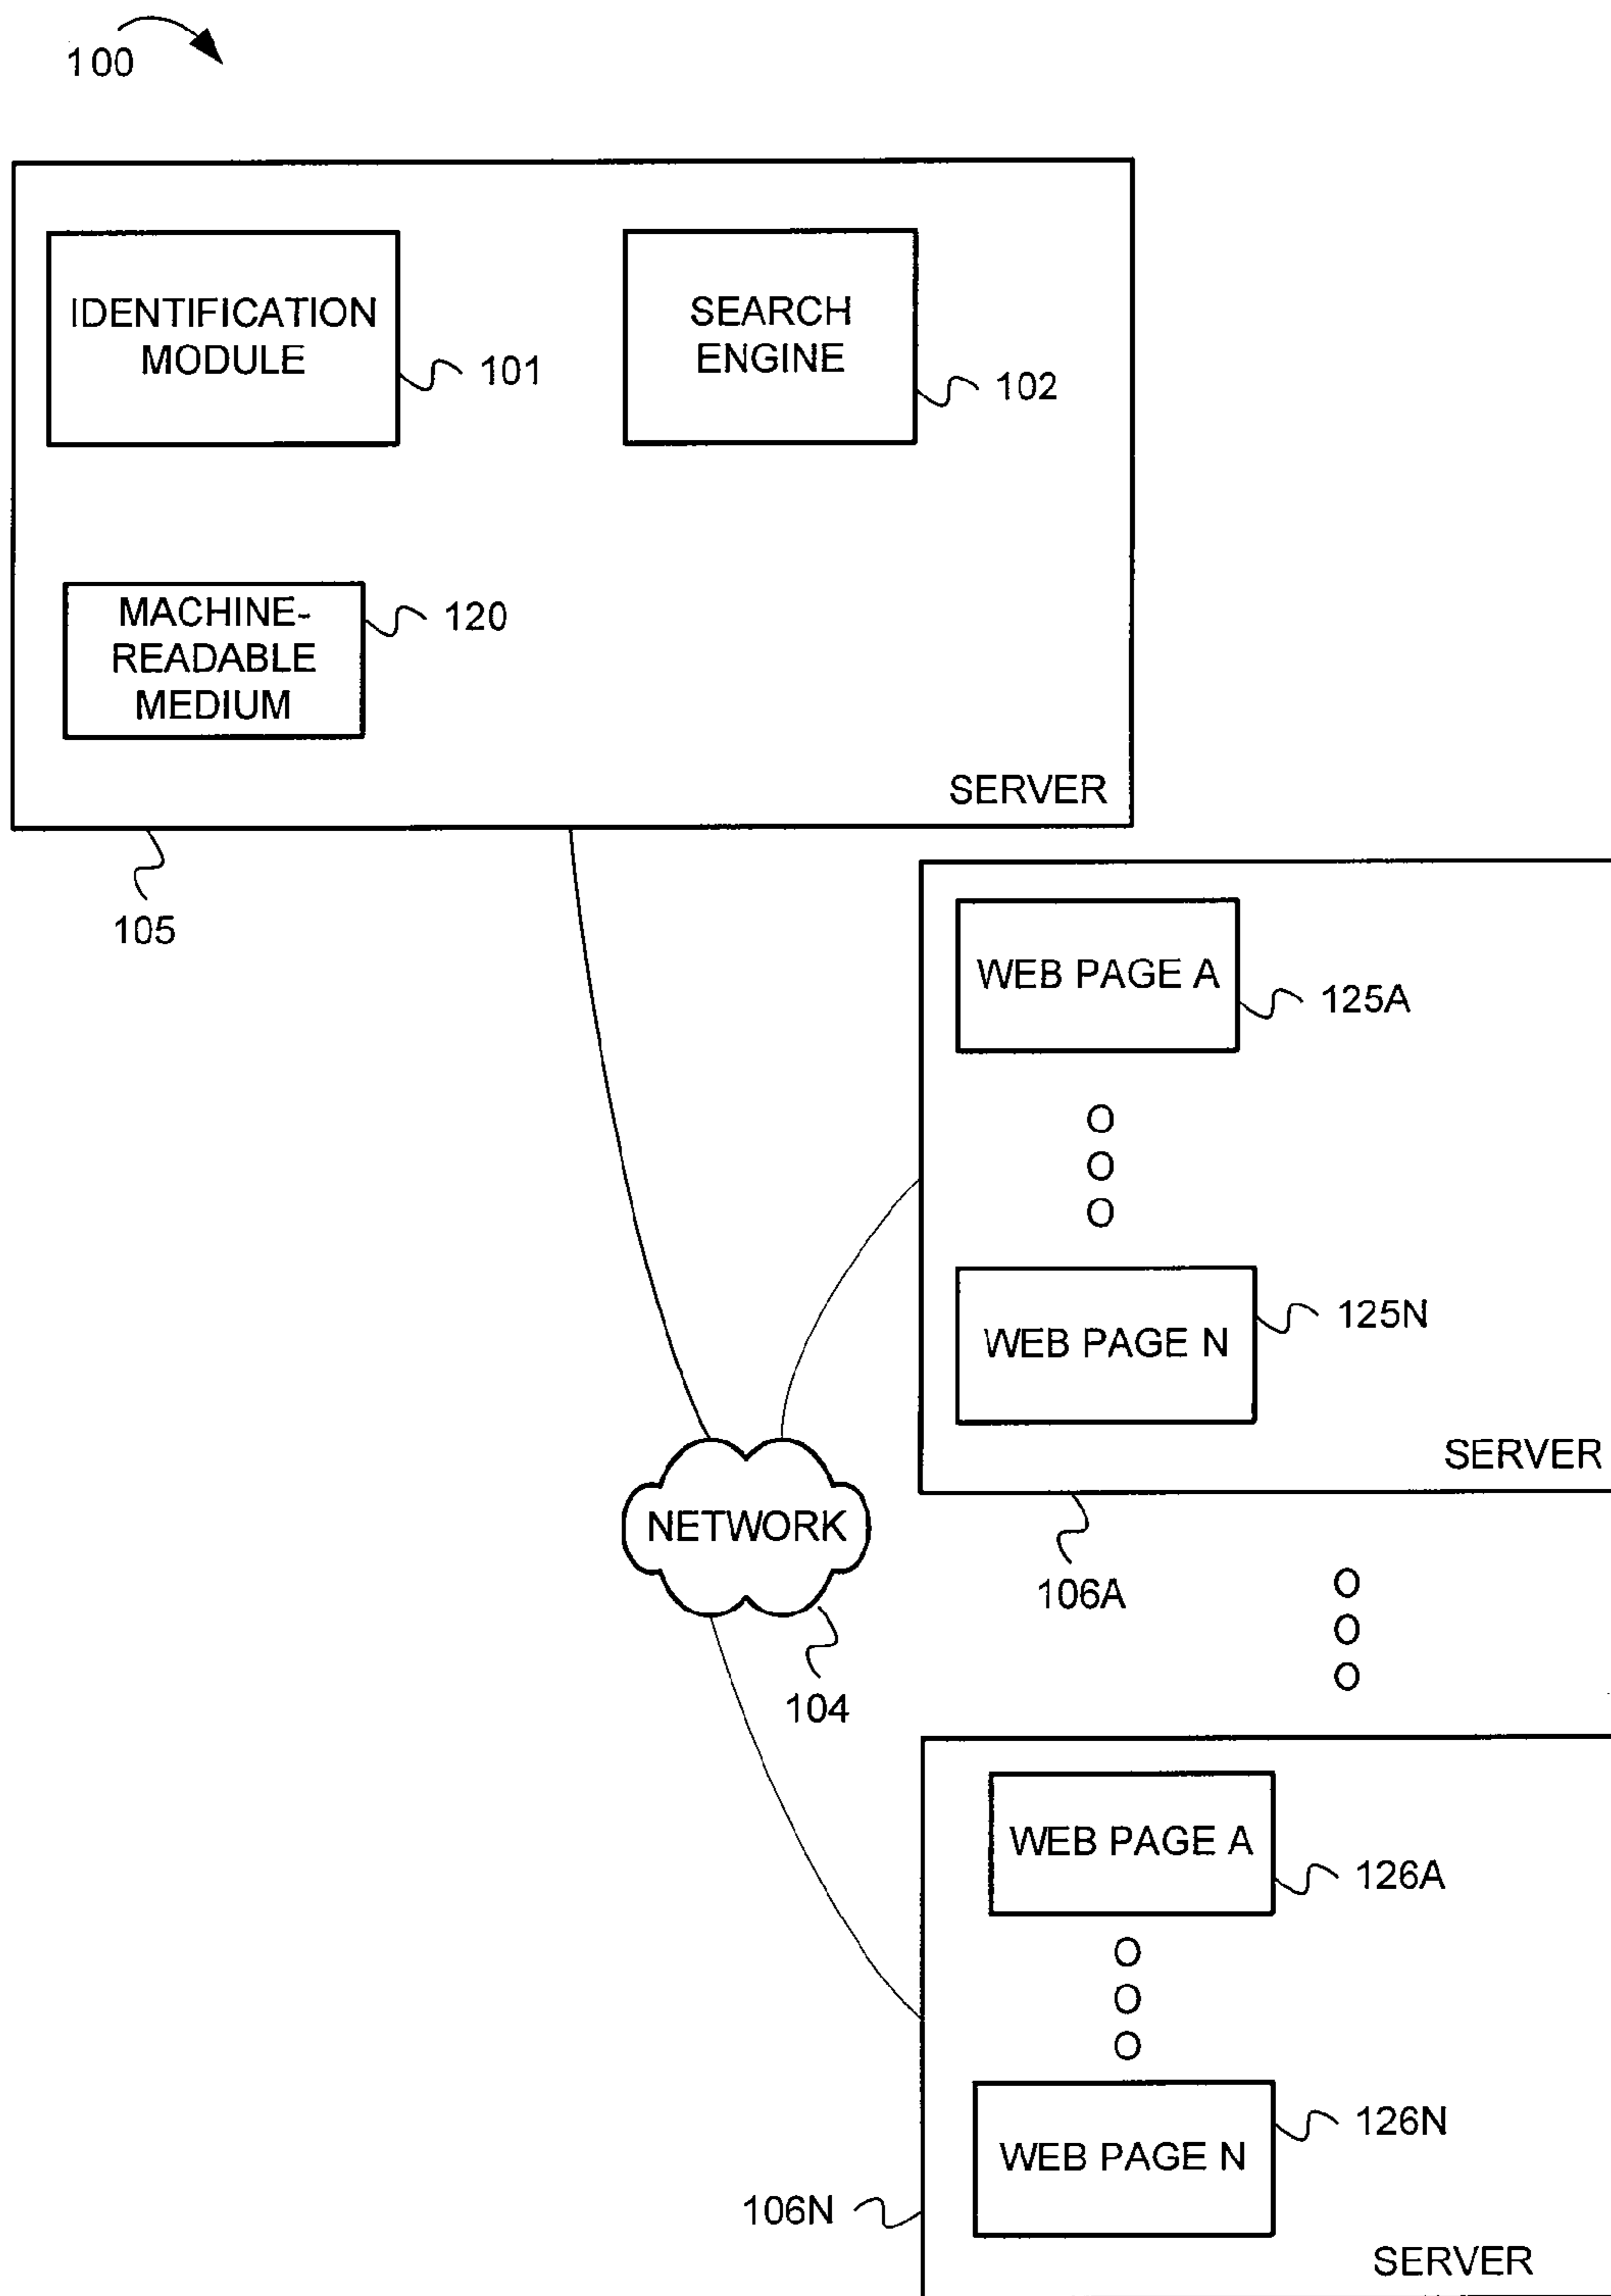 100
IDENTIFICATION
MODULE
101
SEARCH
ENGINE
102
MACHINE-
READABLE
MEDIUM
120
SERVER
105
WEB PAGE A
125A
WEB PAGE N
125N
SERVER
106A
NETWORK
104
WEB PAGE A
126A
WEB PAGE N
126N
106N
SERVER